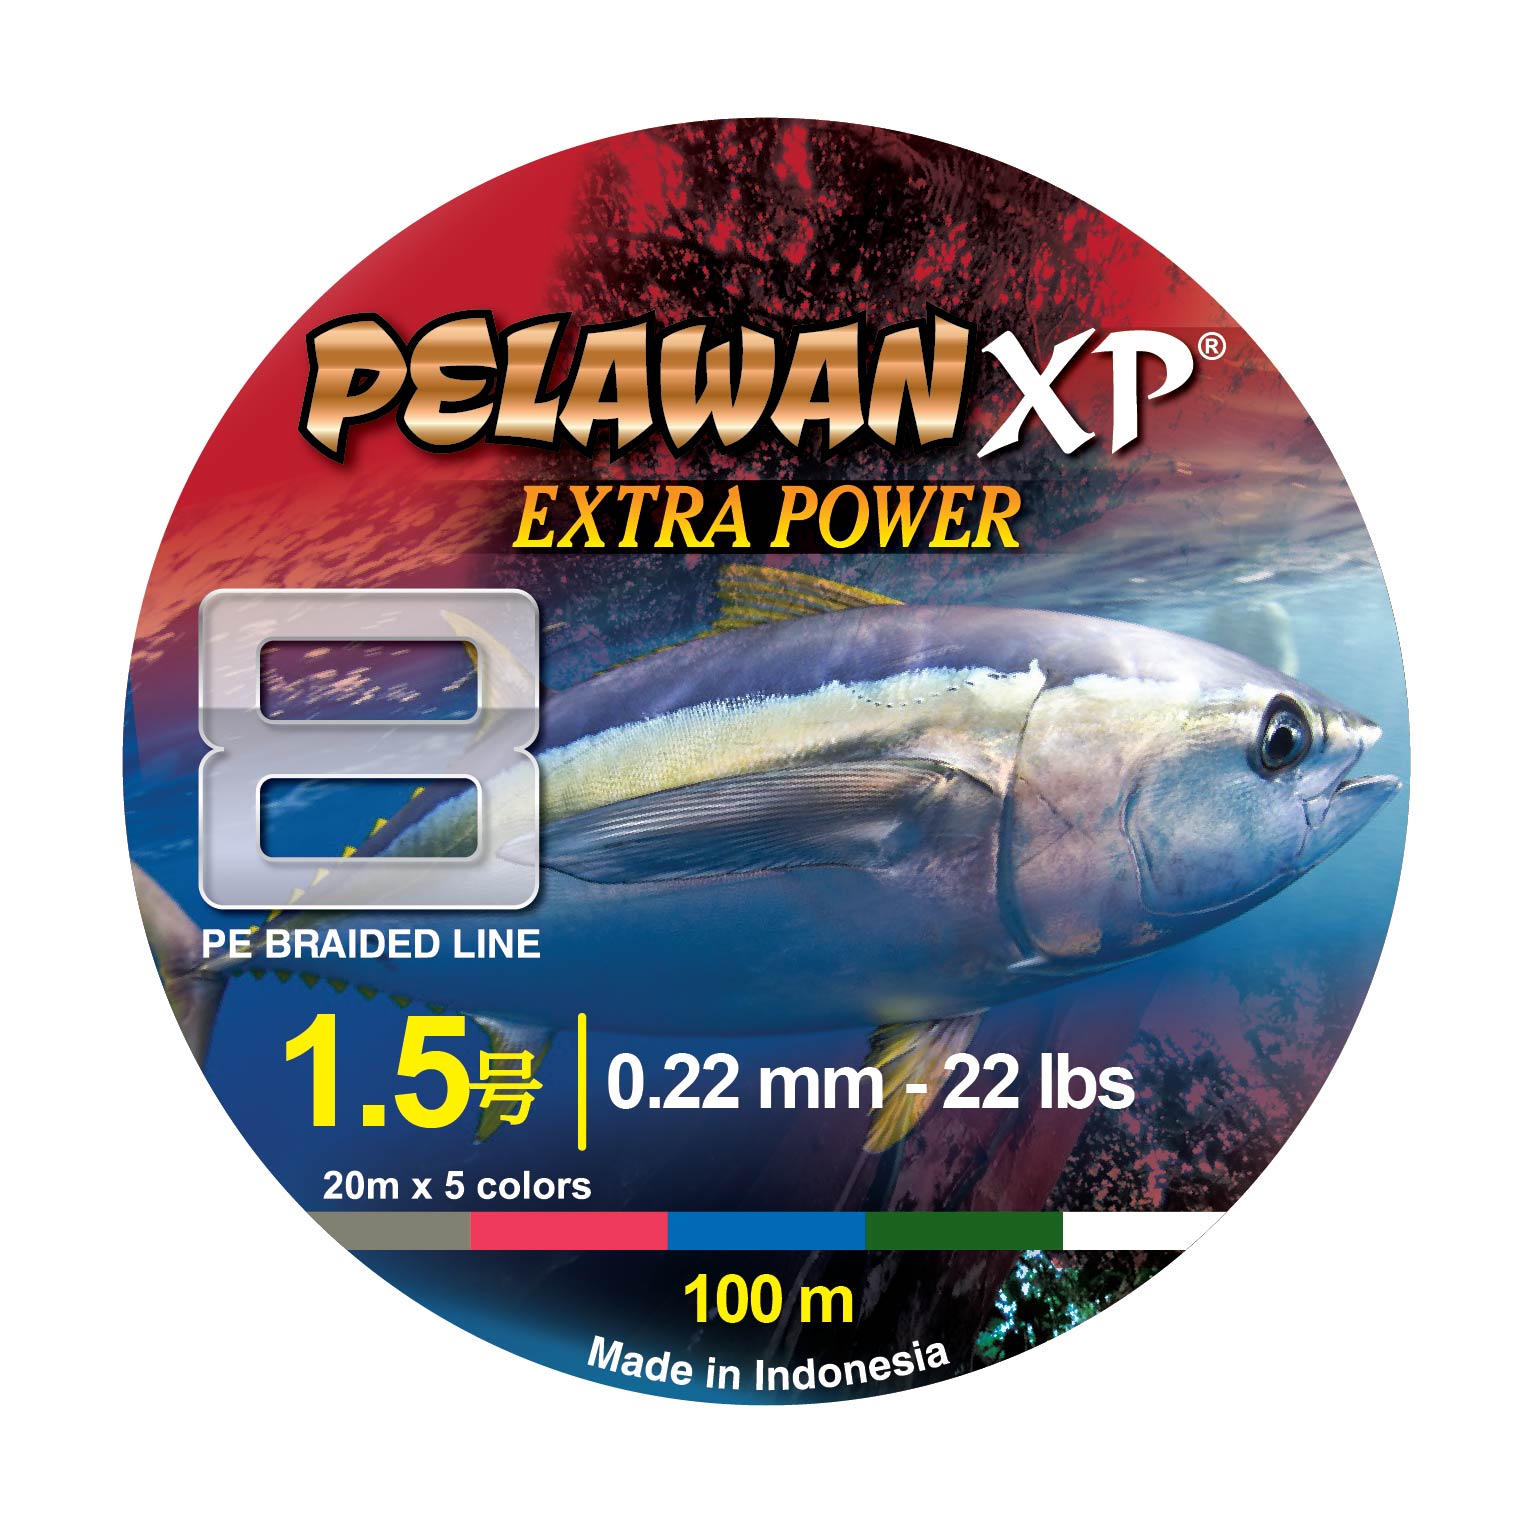 PELAWAN XP®
EXTRA POWER
8
PE BRAIDED LINE
1.5号 | 0.22 mm - 22 lbs
20m x 5 colors
100 m
Made in Indonesia